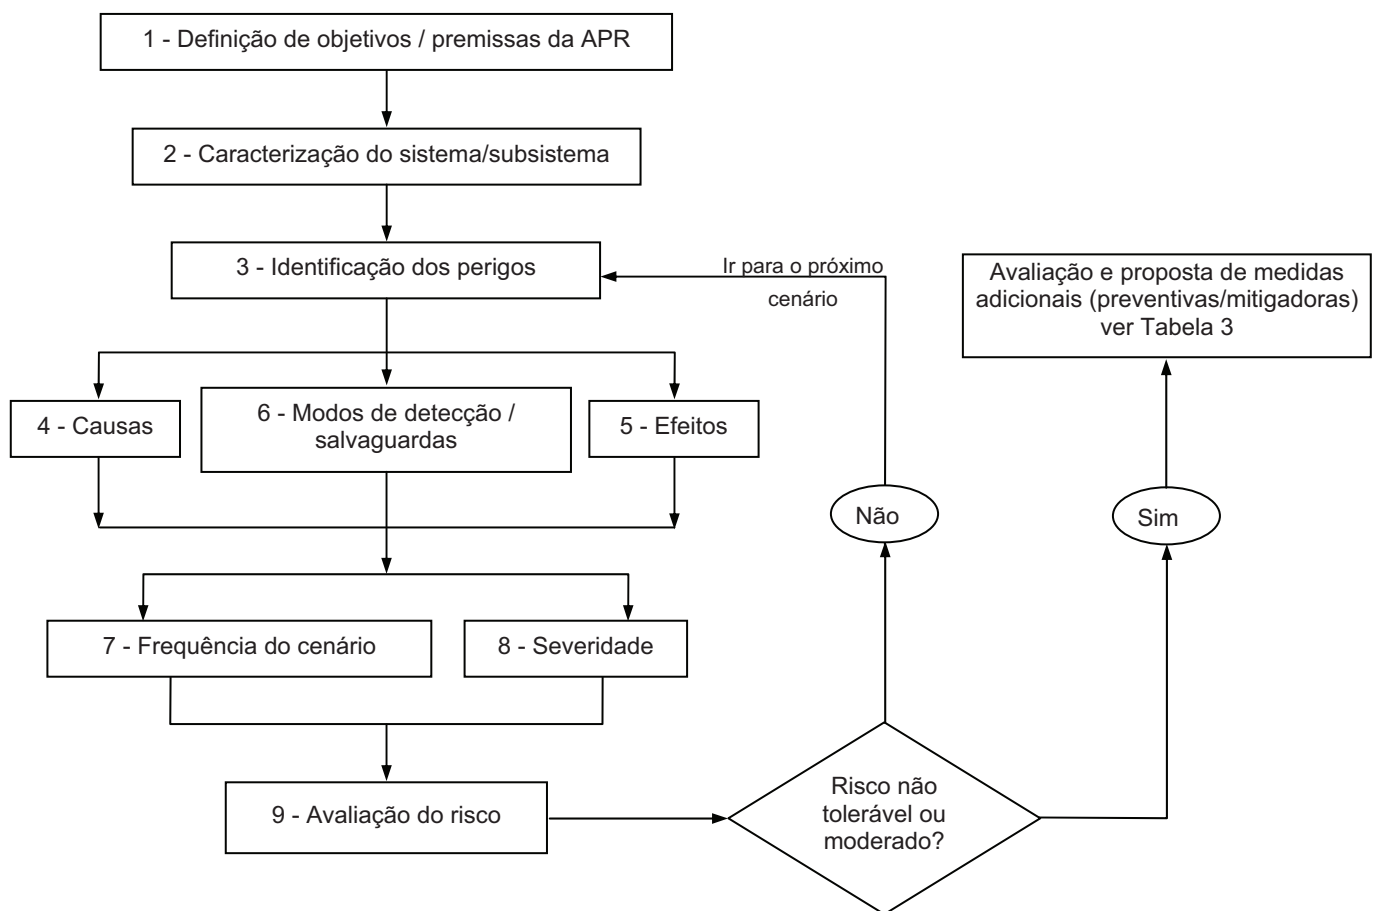 1 - Definição de objetivos / premissas da APR
2 - Caracterização do sistema/subsistema
3 - Identificação dos perigos
Ir para o próximo
cenário
Avaliação e proposta de medidas
adicionais (preventivas/mitigadoras)
ver Tabela 3
4 - Causas
6 - Modos de detecção /
salvaguardas
5 - Efeitos
Não
Sim
7 - Frequência do cenário
8 - Severidade
9 - Avaliação do risco
Risco não
tolerável ou
moderado?